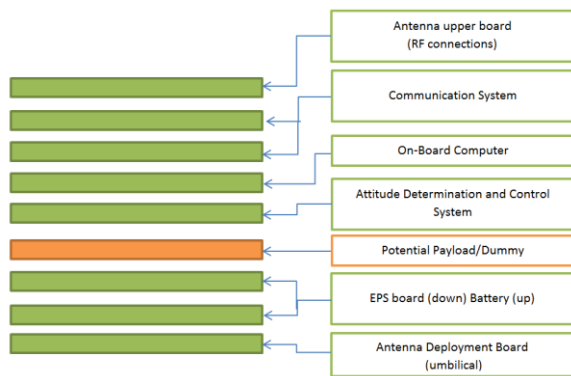 Antenna upper board
(RF connections)
Communication System
On-Board Computer
Attitude Determination and Control
System
Potential Payload/Dummy
EPS board (down) Battery (up)
Antenna Deployment Board
(umbilical)